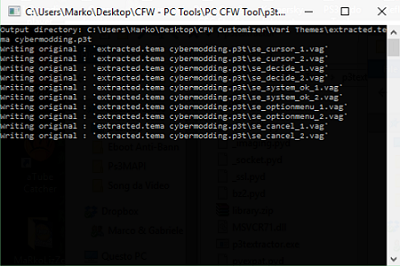 C:\Users\Marko\Desktop\CFW - PC Tools\PC CFW Tool\p3t...
Output directory: C:\Users\Marko\Desktop\CFW Customizer\Vari Themes\extracted.te
ma cybermodding.p3t
Writing original : 'extracted.tema cybermodding.p3t\se_cursor_1.vag'
Writing original : 'extracted.tema cybermodding.p3t\se_cursor_2.vag'
Writing original : 'extracted.tema cybermodding.p3t\se_decide_1.vag'
Writing original : 'extracted.tema cybermodding.p3t\se_decide_2.vag'
Writing original : 'extracted.tema cybermodding.p3t\se_system_ok_1.vag'
Writing original : 'extracted.tema cybermodding.p3t\se_system_ok_2.vag'
Writing original : 'extracted.tema cybermodding.p3t\se_optionmenu_1.vag'
Writing original : 'extracted.tema cybermodding.p3t\se_optionmenu_2.vag'
Writing original : 'extracted.tema cybermodding.p3t\se_cancel_1.vag'
Writing original : 'extracted.tema cybermodding.p3t\se_cancel_2.vag'